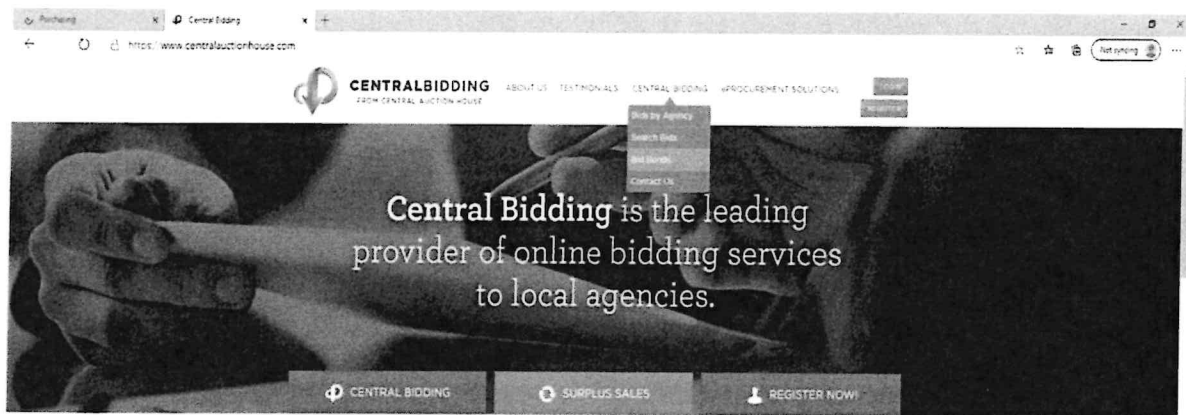 Purchasing
Central Bidding
https://www.centralauctionhouse.com
Not syncing
CENTRALBIDDING
FROM CENTRAL AUCTION HOUSE
ABOUT US TESTIMONIALS CENTRAL BIDDING ePROCUREMENT SOLUTIONS
Bids by Agency
Search Bids
Bid Bonds
Contact Us
Central Bidding is the leading
provider of online bidding services
to local agencies.
CENTRAL BIDDING
SURPLUS SALES
REGISTER NOW!